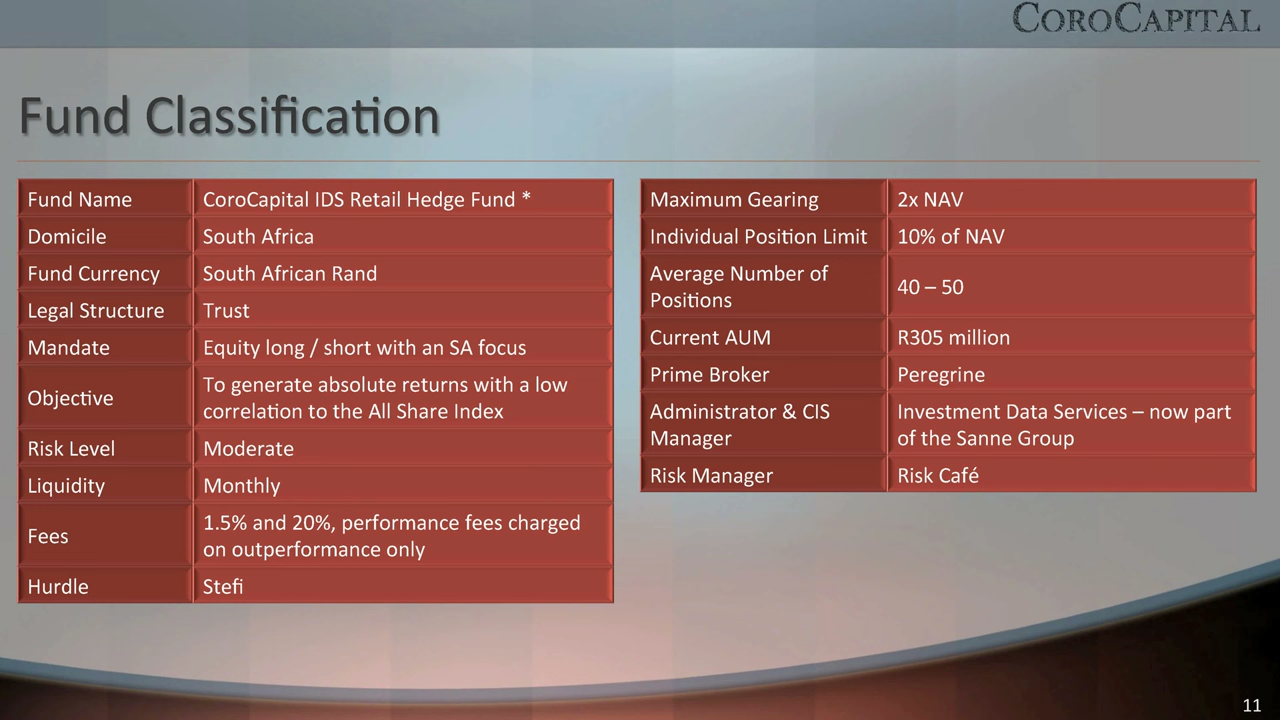 COROCAPITAL
Fund Classification
Fund Name CoroCapital IDS Retail Hedge Fund *
Domicile South Africa
Fund Currency South African Rand
Legal Structure Trust
Mandate Equity long / short with an SA focus
Objective To generate absolute returns with a low
correlation to the All Share Index
Risk Level Moderate
Liquidity Monthly
Fees 1.5% and 20%, performance fees charged
on outperformance only
Hurdle Stefi
Maximum Gearing 2x NAV
Individual Position Limit 10% of NAV
Average Number of
Positions 40 – 50
Current AUM R305 million
Prime Broker Peregrine
Administrator & CIS Investment Data Services – now part
Manager of the Sanne Group
Risk Manager Risk Café
11